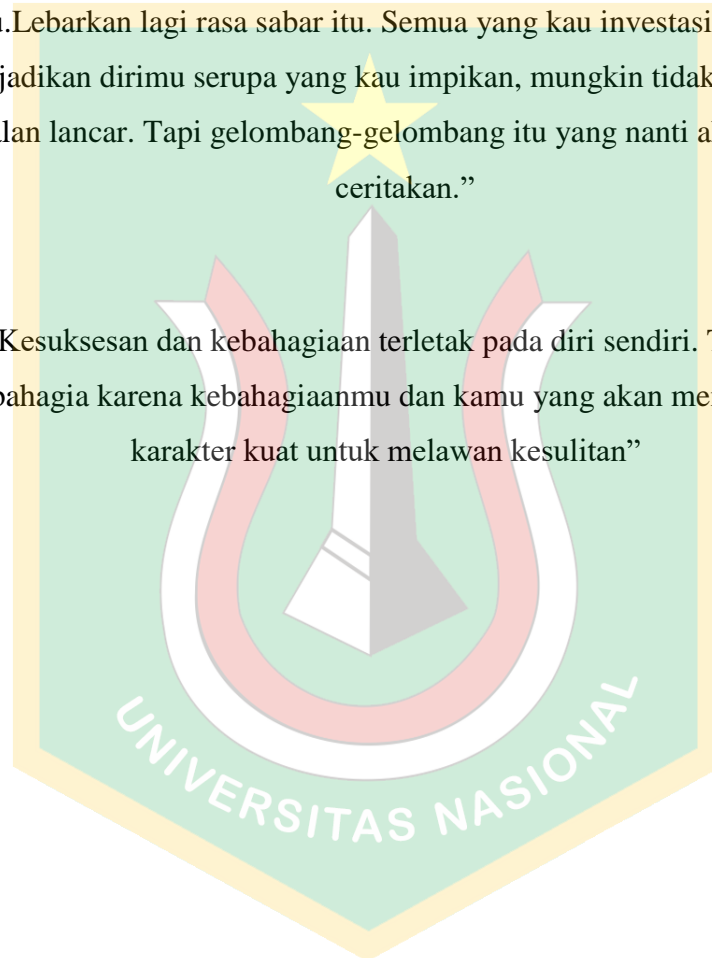 .Lebarkan lagi rasa sabar itu. Semua yang kau investasi
jadikan dirimu serupa yang kau impikan, mungkin tidak
lan lancar. Tapi gelombang-gelombang itu yang nanti
ceritakan.”
Kesuksesan dan kebahagiaan terletak pada diri sendiri.
bahagia karena kebahagiaanmu dan kamu yang akan
karakter kuat untuk melawan kesulitan”
UNIVERSITAS NASIONAL